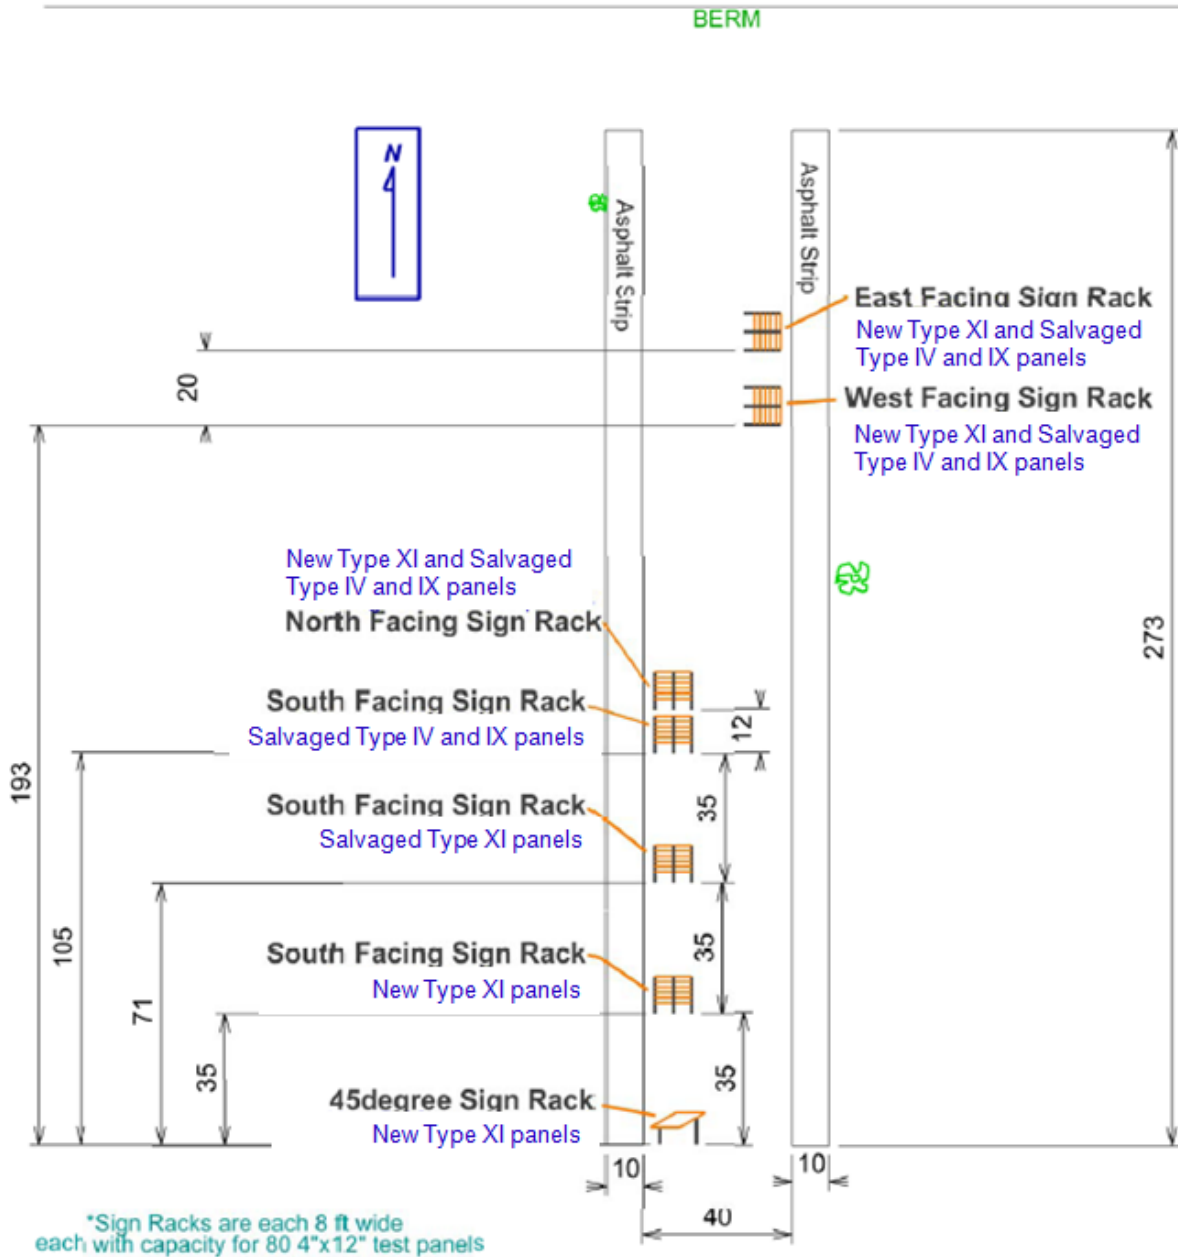 BERM
N
Asphalt Strip
Asphalt Strip
East Facing Sign Rack
New Type XI and Salvaged
Type IV and IX panels
20
West Facing Sign Rack
New Type XI and Salvaged
Type IV and IX panels
New Type XI and Salvaged
Type IV and IX panels
North Facing Sign Rack
273
South Facing Sign Rack
Salvaged Type IV and IX panels
12
193
South Facing Sign Rack
Salvaged Type XI panels
35
105
South Facing Sign Rack
New Type XI panels
35
71
35
45degree Sign Rack
New Type XI panels
35
10
10
40
*Sign Racks are each 8 ft wide
each with capacity for 80 4"x12" test panels